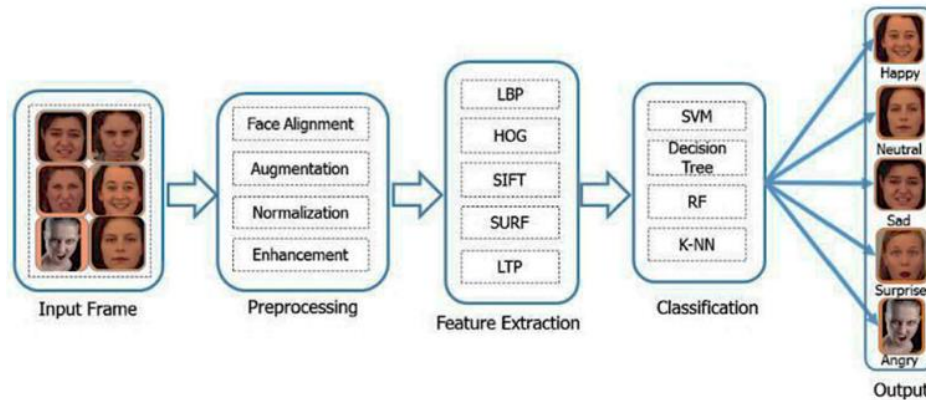 Input Frame
Face Alignment
Augmentation
Normalization
Enhancement
Preprocessing
LBP
HOG
SIFT
SURF
LTP
Feature Extraction
SVM
Decision
Tree
RF
K-NN
Classification
Happy
Neutral
Sad
Surprise
Angry
Output